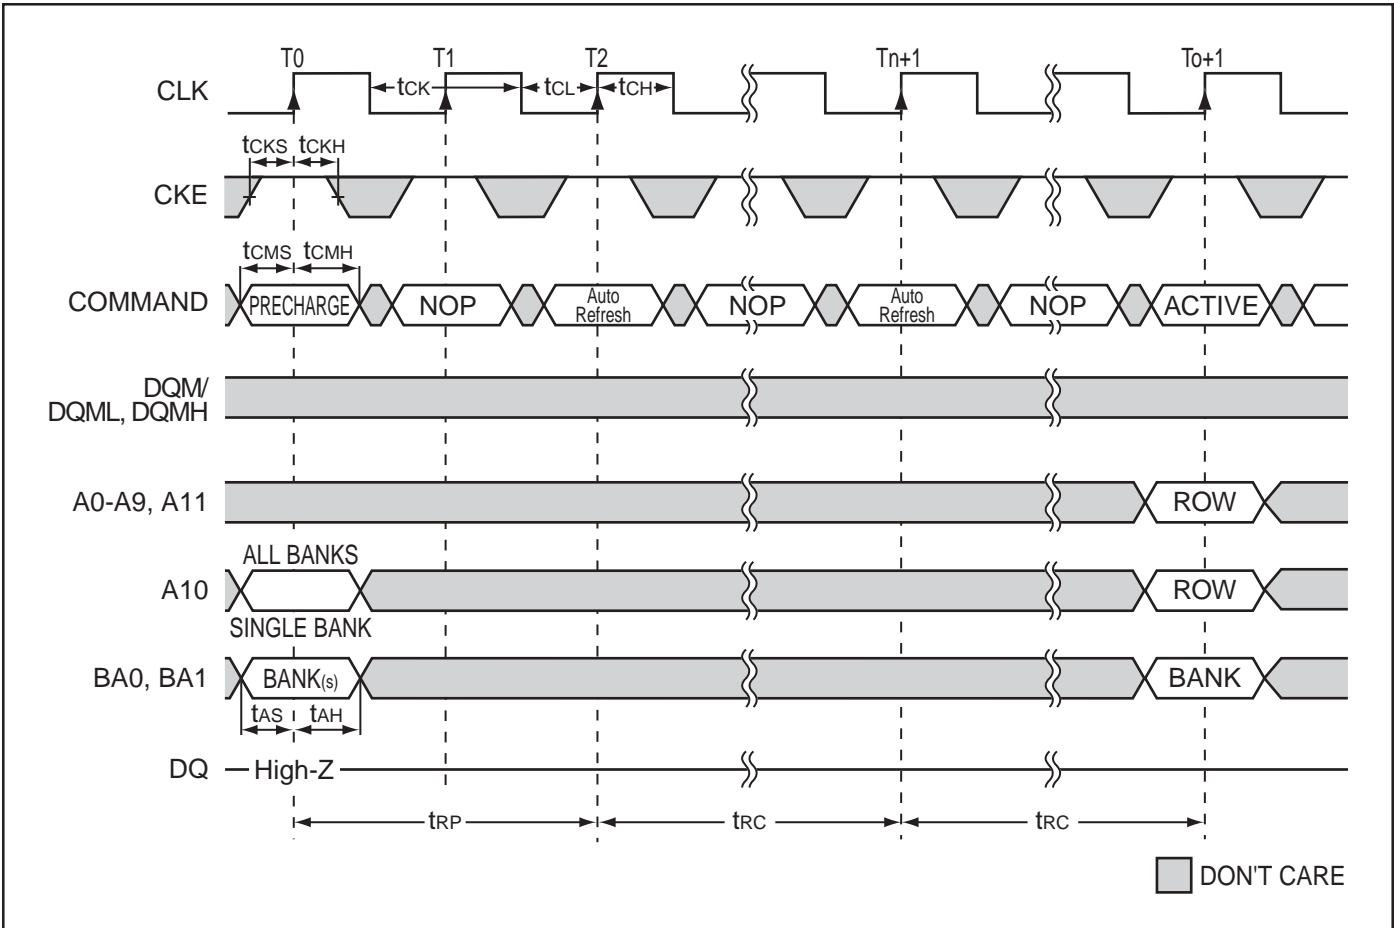 T0 T1 T2 Tn+1 To+1
CLK tCK tCL tCH
tCKS tCKH
CKE
tCMS tCMH
COMMAND PRECHARGE NOP Auto Refresh NOP Auto Refresh NOP ACTIVE
DQM/
DQML, DQMH
A0-A9, A11 ROW
ALL BANKS
A10 ROW
SINGLE BANK
BA0, BA1 BANK(s) BANK
tAS tAH
DQ High-Z
tRP tRC tRC
DON'T CARE